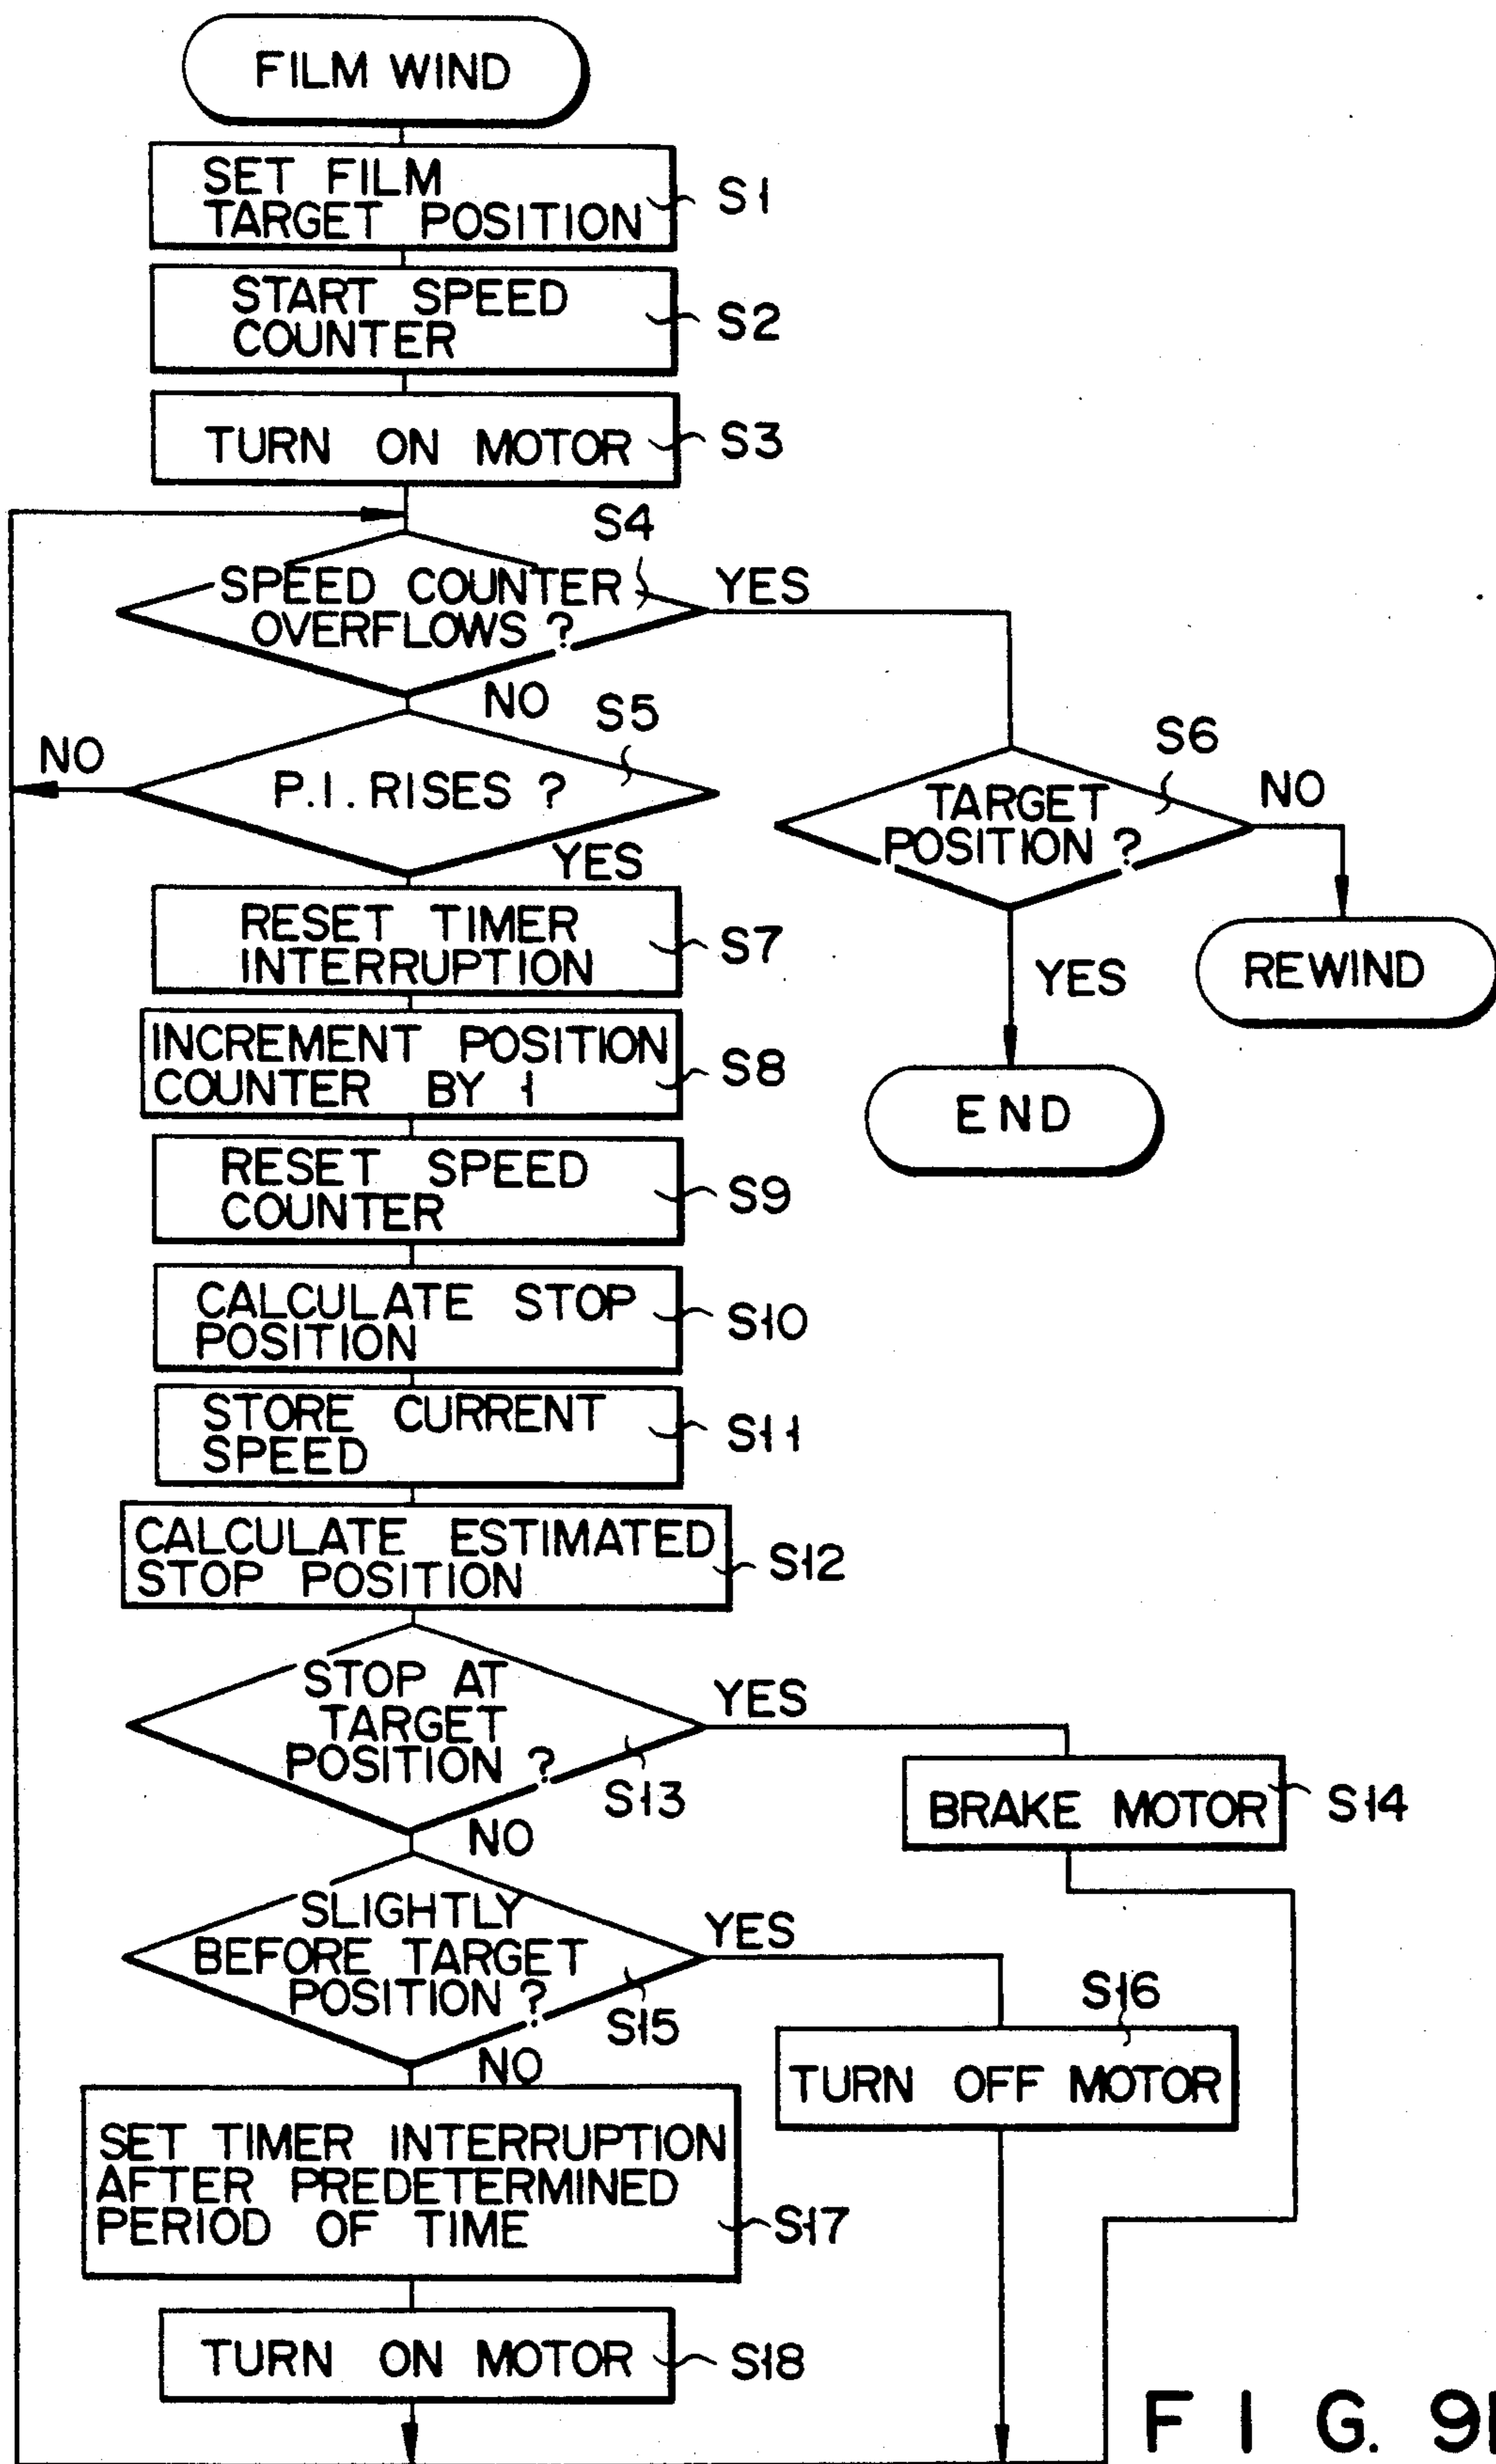 FILM WIND
SET FILM
TARGET POSITION
S1
START SPEED
COUNTER
S2
TURN ON MOTOR
S3
S4
SPEED COUNTER
OVERFLOWS ?
YES
NO
S5
P.I. RISES ?
NO
YES
S6
TARGET
POSITION ?
NO
YES
REWIND
END
RESET TIMER
INTERRUPTION
S7
INCREMENT POSITION
COUNTER BY 1
S8
RESET SPEED
COUNTER
S9
CALCULATE STOP
POSITION
S10
STORE CURRENT
SPEED
S11
CALCULATE ESTIMATED
STOP POSITION
S12
STOP AT
TARGET
POSITION ?
S13
YES
NO
BRAKE MOTOR
S14
SLIGHTLY
BEFORE TARGET
POSITION ?
S15
YES
NO
S16
TURN OFF MOTOR
SET TIMER INTERRUPTION
AFTER PREDETERMINED
PERIOD OF TIME
S17
TURN ON MOTOR
S18
FIG.